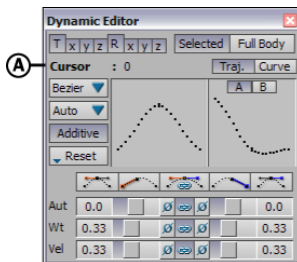 Dynamic Editor
T x y z R x y z Selected Full Body
A Cursor : 0 Traj. Curve
Bezier A B
Auto
Additive
Reset
Aut 0.0 Ø Ø 0.0
Wt 0.33 Ø Ø 0.33
Vel 0.33 Ø Ø 0.33